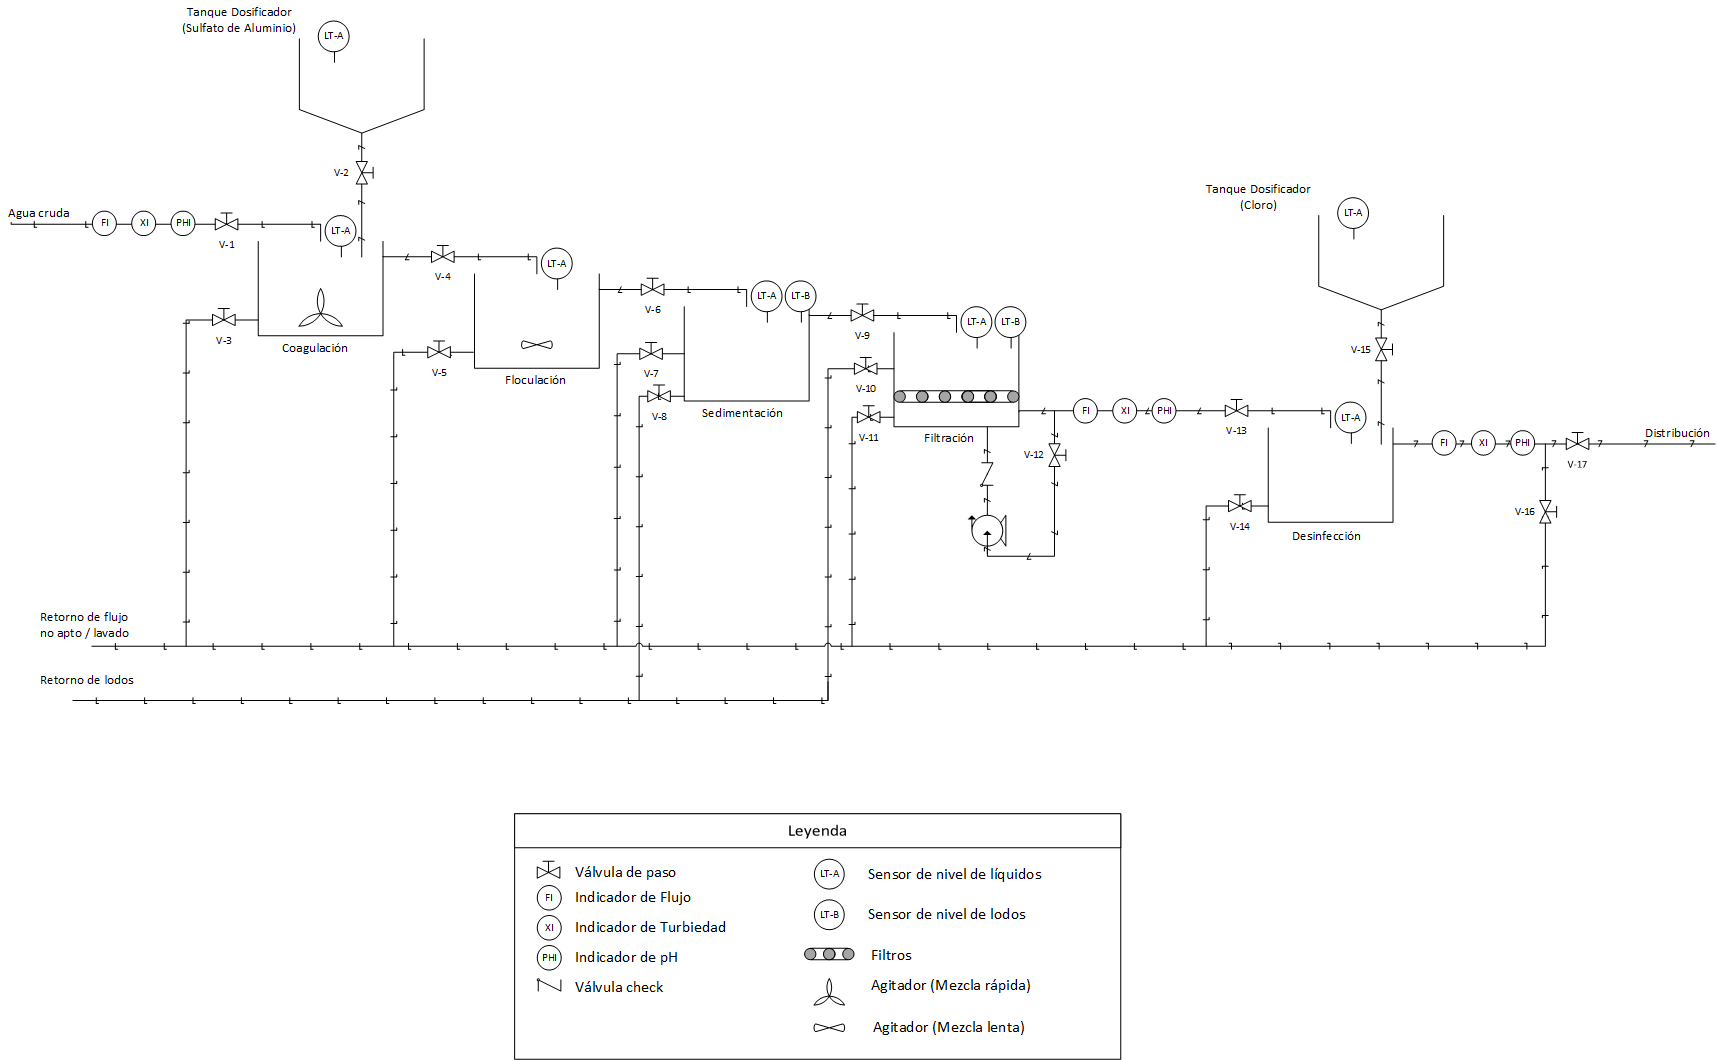 Tanque Dosificador
(Sulfato de Aluminio)
LT-A
V-2
Agua cruda
FI
XI
PHI
V-1
LT-A
V-3
Coagulación
V-4
LT-A
V-5
Floculación
V-6
LT-A
LT-B
V-7
V-8
Sedimentación
V-9
LT-A
LT-B
V-10
V-11
Filtración
V-12
FI
XI
PHI
V-13
Tanque Dosificador
(Cloro)
LT-A
V-15
LT-A
V-14
Desinfección
FI
XI
PHI
V-16
V-17
Distribución
Retorno de flujo
no apto / lavado
Retorno de lodos
Leyenda
Válvula de paso
FI
Indicador de Flujo
XI
Indicador de Turbiedad
PHI
Indicador de pH
Válvula check
LT-A
Sensor de nivel de líquidos
LT-B
Sensor de nivel de lodos
Filtros
Agitador (Mezcla rápida)
Agitador (Mezcla lenta)